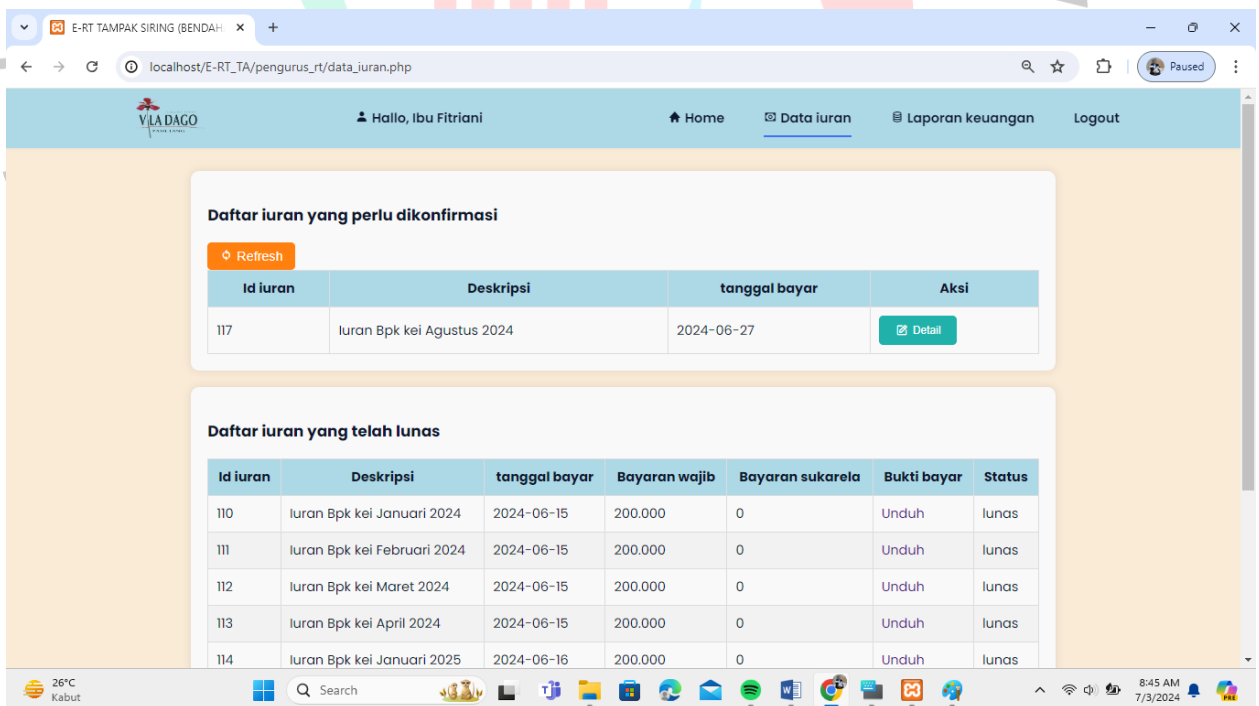 E-RT TAMPAK SIRING (BENDAH
localhost/E-RT_TA/pengurus_rt/data_iuran.php
Paused
VILA DAGO
Hallo, Ibu Fitriani
Home
Data iuran
Laporan keuangan
Logout
Daftar iuran yang perlu dikonfirmasi
Refresh
Id iuran Deskripsi tanggal bayar Aksi
117 Iuran Bpk kei Agustus 2024 2024-06-27 Detail
Daftar iuran yang telah lunas
Id iuran Deskripsi tanggal bayar Bayaran wajib Bayaran sukarela Bukti bayar Status
110 Iuran Bpk kei Januari 2024 2024-06-15 200.000 0 Unduh lunas
111 Iuran Bpk kei Februari 2024 2024-06-15 200.000 0 Unduh lunas
112 Iuran Bpk kei Maret 2024 2024-06-15 200.000 0 Unduh lunas
113 Iuran Bpk kei April 2024 2024-06-15 200.000 0 Unduh lunas
114 Iuran Bpk kei Januari 2025 2024-06-16 200.000 0 Unduh lunas
26°C
Kabut
Search
8:45 AM
7/3/2024
PRE